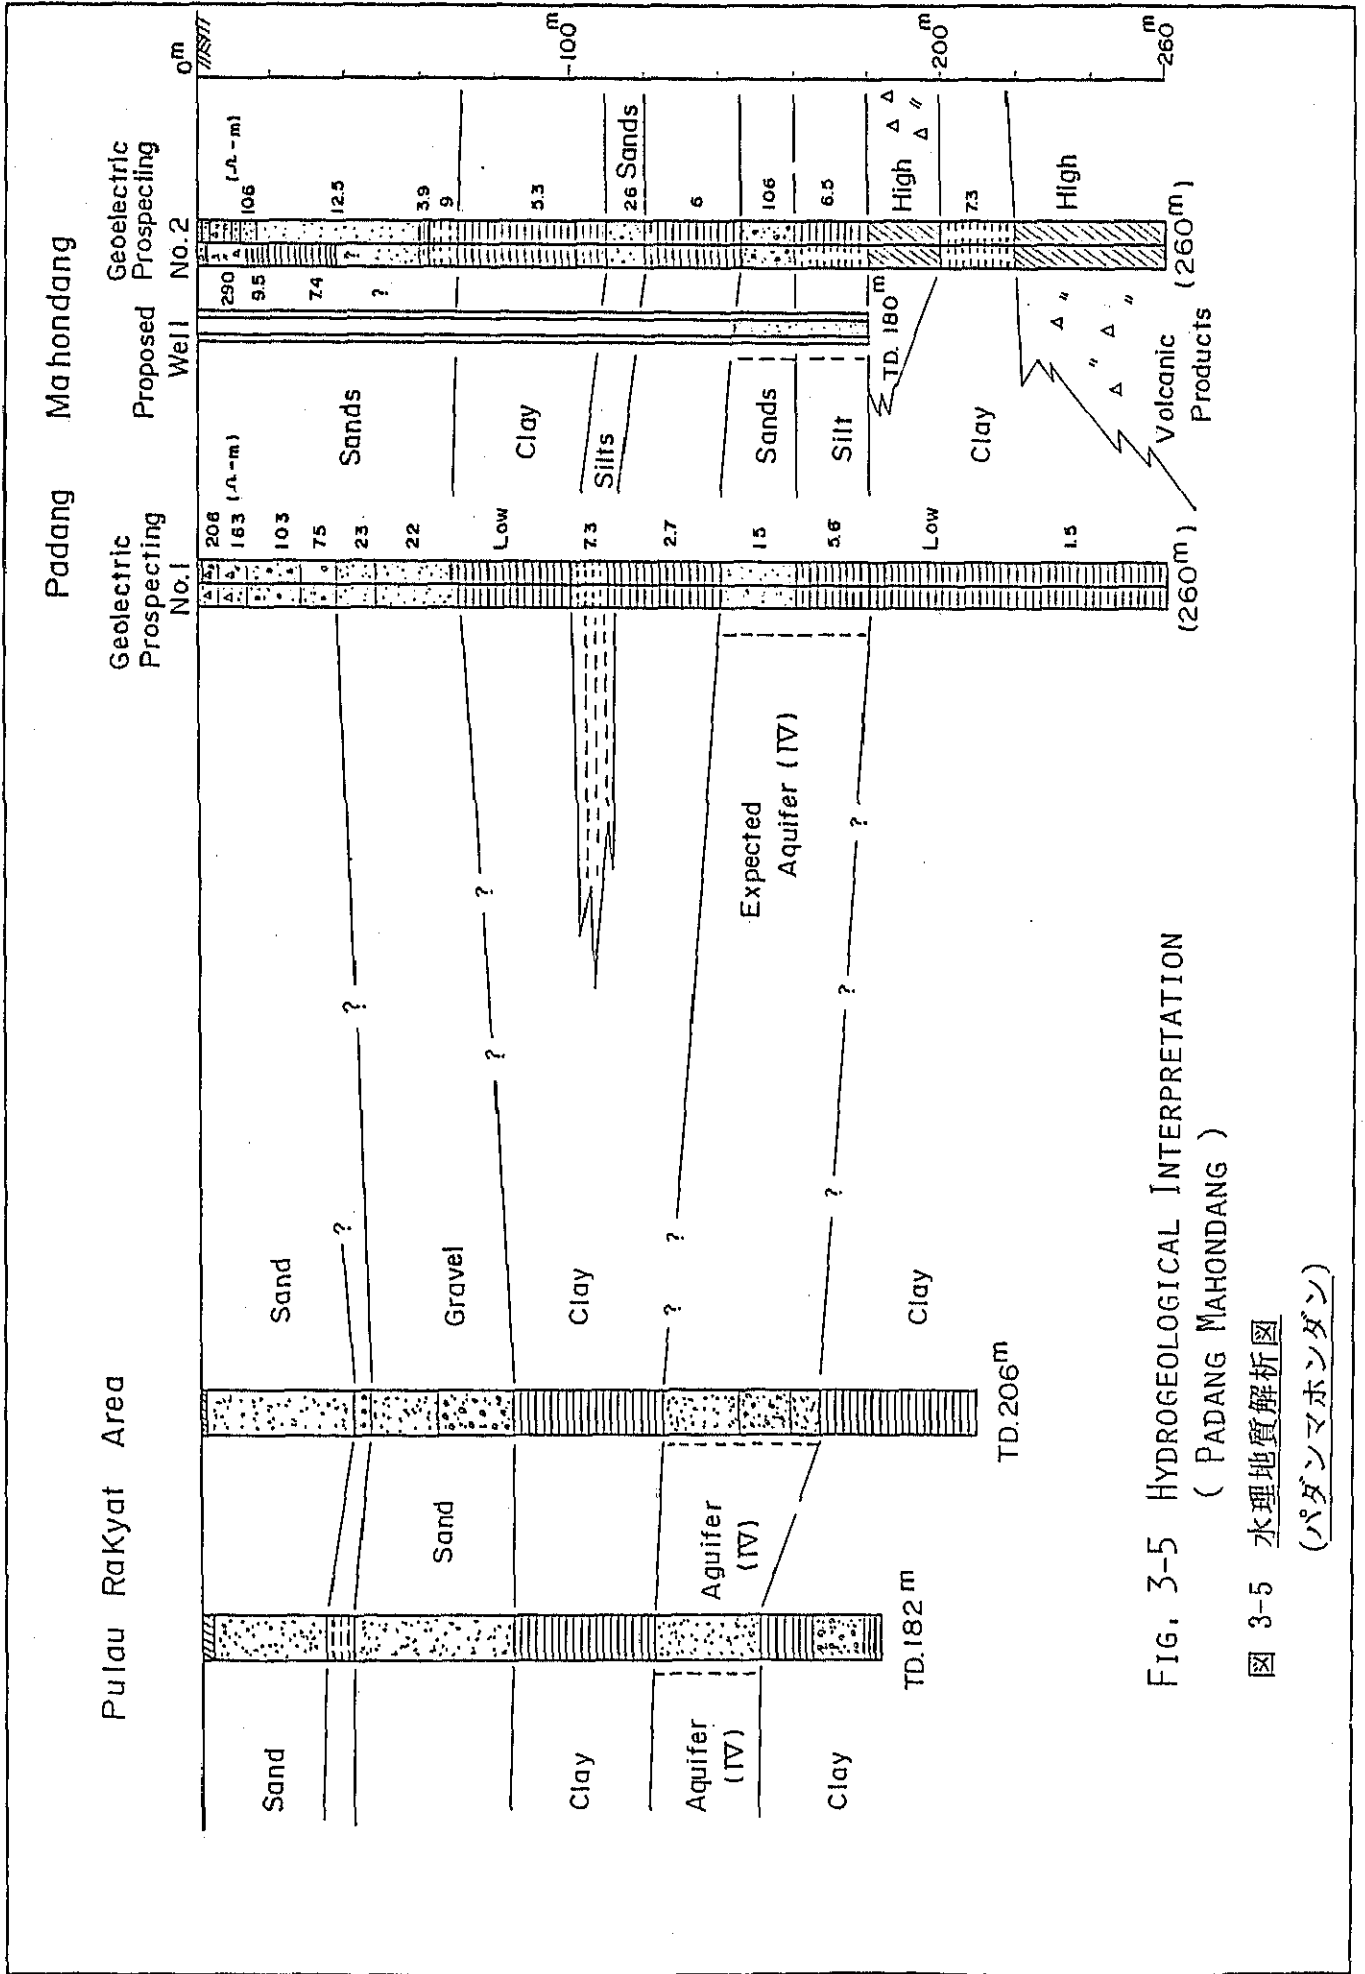 Pulau RaKyat Area
Padang Mahondang
Geolectric
Prospecting
No.1
Proposed
Well
Geoelectric
Prospecting
No.2
0m
-100m
-200m
-260m
208
163 (Ω-m)
103
75
23
22
Low
7.3
2.7
15
5.6
Low
1.5
(260m)
290
9.5
7.4
?
106 (Ω-m)
12.5
3.9
9
5.3
26 Sands
6
106
6.5
High
7.3
High
(260m)
TD. 180m
Sands
Clay
Silts
Sands
Silt
Clay
Volcanic
Products
Sand
Clay
Aquifer
(IV)
Clay
TD.182m
Sand
Aguifer
(IV)
TD.206m
Sand
Gravel
Clay
Clay
?
?
?
?
?
?
?
?
?
Expected
Aquifer (IV)
FIG. 3-5 HYDROGEOLOGICAL INTERPRETATION
( PADANG MAHONDANG )
図 3-5 水理地質解析図
(パダンマホンダン)